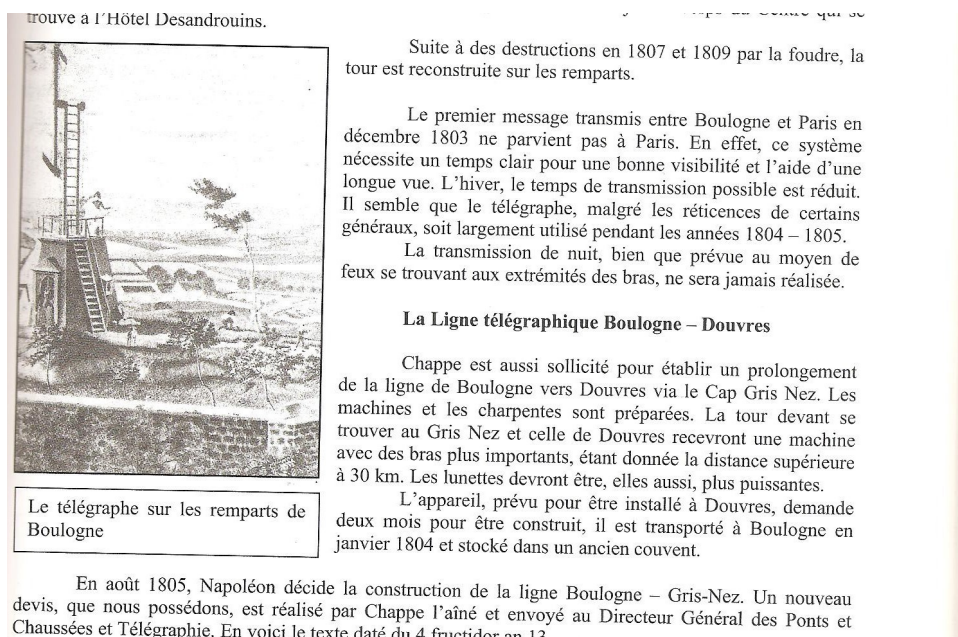 trouve à l'Hôtel Desandrouins.
Suite à des destructions en 1807 et 1809 par la foudre, la
tour est reconstruite sur les remparts.
Le premier message transmis entre Boulogne et Paris en
décembre 1803 ne parvient pas à Paris. En effet, ce système
nécessite un temps clair pour une bonne visibilité et l'aide d'une
longue vue. L'hiver, le temps de transmission possible est réduit.
Il semble que le télégraphe, malgré les réticences de certains
généraux, soit largement utilisé pendant les années 1804 – 1805.
La transmission de nuit, bien que prévue au moyen de
feux se trouvant aux extrémités des bras, ne sera jamais réalisée.
La Ligne télégraphique Boulogne – Douvres
Chappe est aussi sollicité pour établir un prolongement
de la ligne de Boulogne vers Douvres via le Cap Gris Nez. Les
machines et les charpentes sont préparées. La tour devant se
trouver au Gris Nez et celle de Douvres recevront une machine
avec des bras plus importants, étant donnée la distance supérieure
à 30 km. Les lunettes devront être, elles aussi, plus puissantes.
L'appareil, prévu pour être installé à Douvres, demande
deux mois pour être construit, il est transporté à Boulogne en
janvier 1804 et stocké dans un ancien couvent.
Le télégraphe sur les remparts de
Boulogne
En août 1805, Napoléon décide la construction de la ligne Boulogne – Gris-Nez. Un nouveau
devis, que nous possédons, est réalisé par Chappe l'aîné et envoyé au Directeur Général des Ponts et
Chaussées et Télégraphie. En voici le texte daté du 4 fructidor an 13